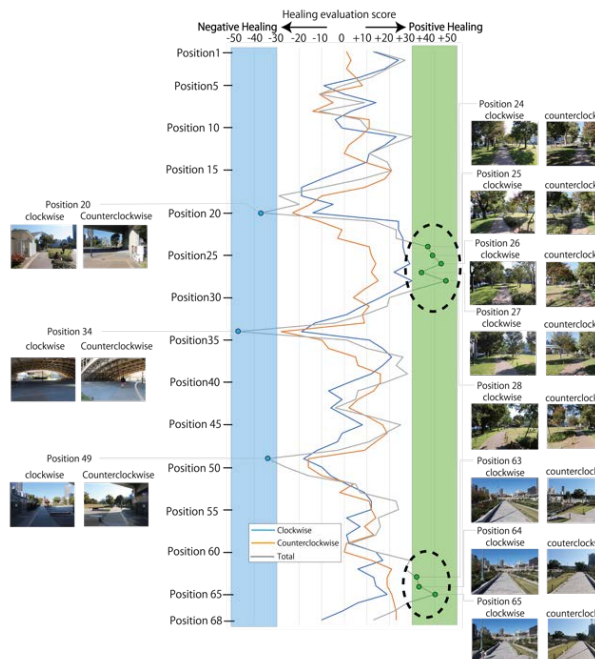 Healing evaluation score
Negative Healing
Positive Healing
-50 -40 -30 -20 -10 0 +10 +20 +30 +40 +50
Position1
Position5
Position 10
Position 15
Position 20
Position25
Position30
Position35
Position40
Position 45
Position 50
Position 55
Position 60
Position 65
Position 68
Position 20
clockwise Counterclockwise
Position 34
clockwise Counterclockwise
Position 49
clockwise Counterclockwise
Clockwise
Counterclockwise
Total
Position 24
clockwise counterclock
Position 25
clockwise counterclock
Position 26
clockwise counterclock
Position 27
clockwise counterclock
Position 28
clockwise counterclock
Position 63
clockwise couterclock
Position 64
clockwise couterclock
Position 65
clockwise counterclock